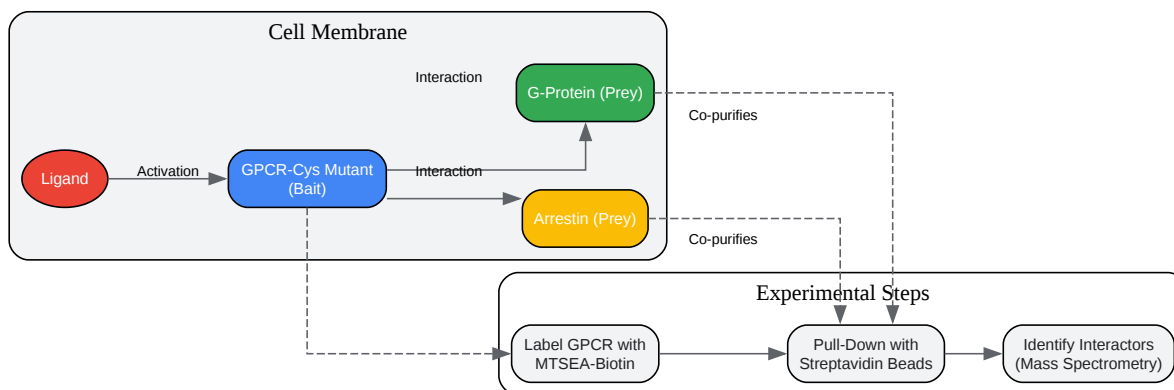 Cell Membrane
Interaction
G-Protein (Prey)
Co-purifies
Ligand
Activation
GPCR-Cys Mutant
(Bait)
Interaction
Arrestin (Prey)
Co-purifies
Experimental Steps
Label GPCR with
MTSEA-Biotin
Pull-Down with
Streptavidin Beads
Identify Interactors
(Mass Spectrometry)